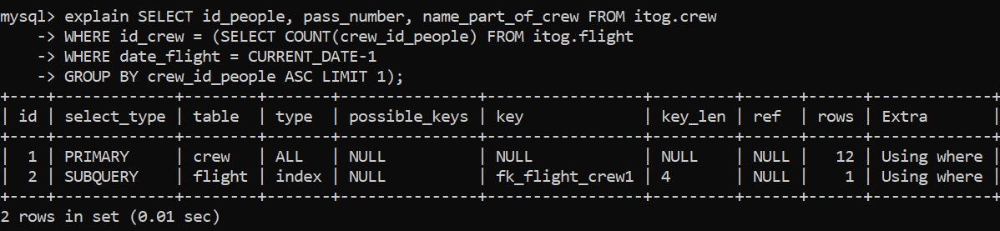 mysql> explain SELECT id_people, pass_number, name_part_of_crew FROM itog.crew
    -> WHERE id_crew = (SELECT COUNT(crew_id_people) FROM itog.flight
    -> WHERE date_flight = CURRENT_DATE-1
    -> GROUP BY crew_id_people ASC LIMIT 1);
+----+-------------+--------+-------+---------------+-----------------+---------+------+------+-------------+
| id | select_type | table  | type  | possible_keys | key             | key_len | ref  | rows | Extra       |
+----+-------------+--------+-------+---------------+-----------------+---------+------+------+-------------+
|  1 | PRIMARY     | crew   | ALL   | NULL          | NULL            | NULL    | NULL |   12 | Using where |
|  2 | SUBQUERY    | flight | index | NULL          | fk_flight_crew1 | 4       | NULL |    1 | Using where |
+----+-------------+--------+-------+---------------+-----------------+---------+------+------+-------------+
2 rows in set (0.01 sec)